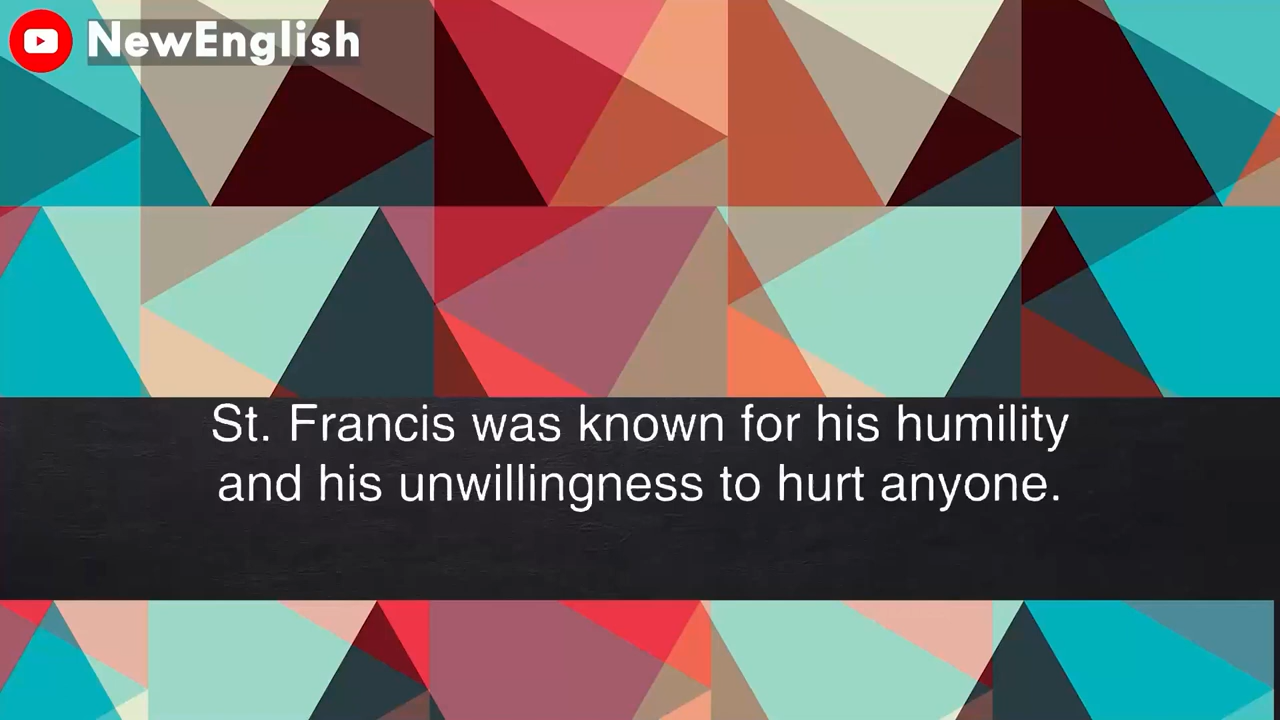 NewEnglish
St. Francis was known for his humility
and his unwillingness to hurt anyone.